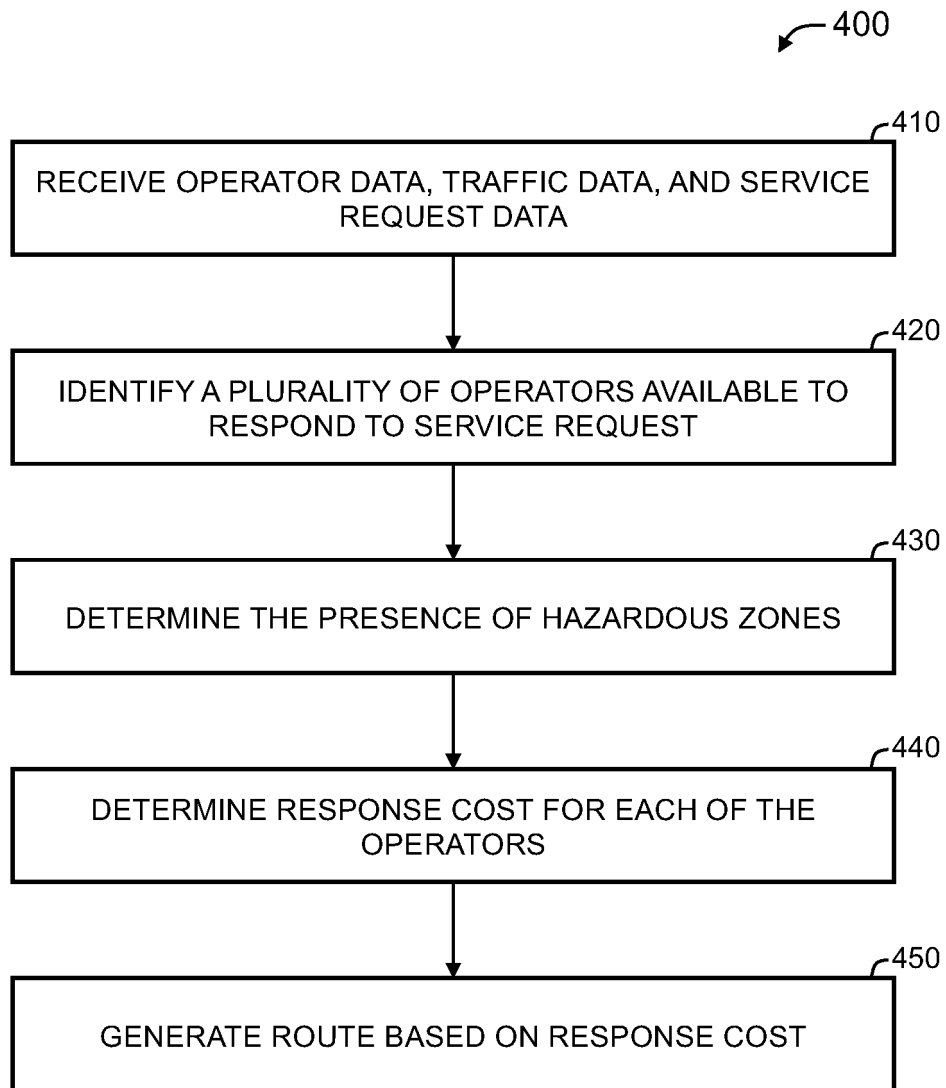 400
410
RECEIVE OPERATOR DATA, TRAFFIC DATA, AND SERVICE
REQUEST DATA
420
IDENTIFY A PLURALITY OF OPERATORS AVAILABLE TO
RESPOND TO SERVICE REQUEST
430
DETERMINE THE PRESENCE OF HAZARDOUS ZONES
440
DETERMINE RESPONSE COST FOR EACH OF THE
OPERATORS
450
GENERATE ROUTE BASED ON RESPONSE COST